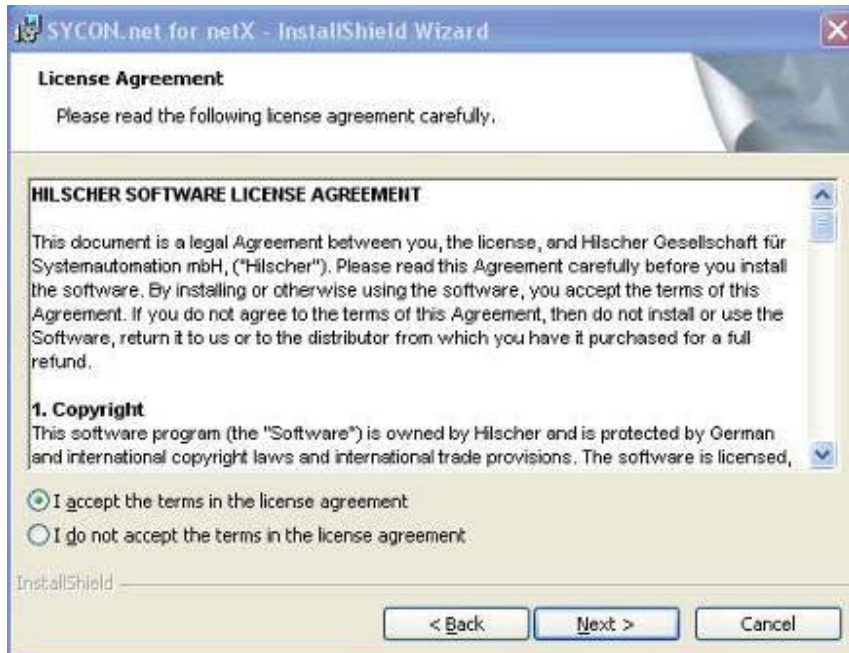 SYCON.net for netX - InstallShield Wizard
License Agreement
Please read the following license agreement carefully.
HILSCHER SOFTWARE LICENSE AGREEMENT
This document is a legal Agreement between you, the license, and Hilscher Gesellschaft für
Systemautomation mbH, ("Hilscher"). Please read this Agreement carefully before you install
the software. By installing or otherwise using the software, you accept the terms of this
Agreement. If you do not agree to the terms of this Agreement, then do not install or use the
Software, return it to us or to the distributor from which you have it purchased for a full
refund.
1. Copyright
This software program (the "Software") is owned by Hilscher and is protected by German
and international copyright laws and international trade provisions. The software is licensed,
I accept the terms in the license agreement
I do not accept the terms in the license agreement
InstallShield
< Back Next > Cancel